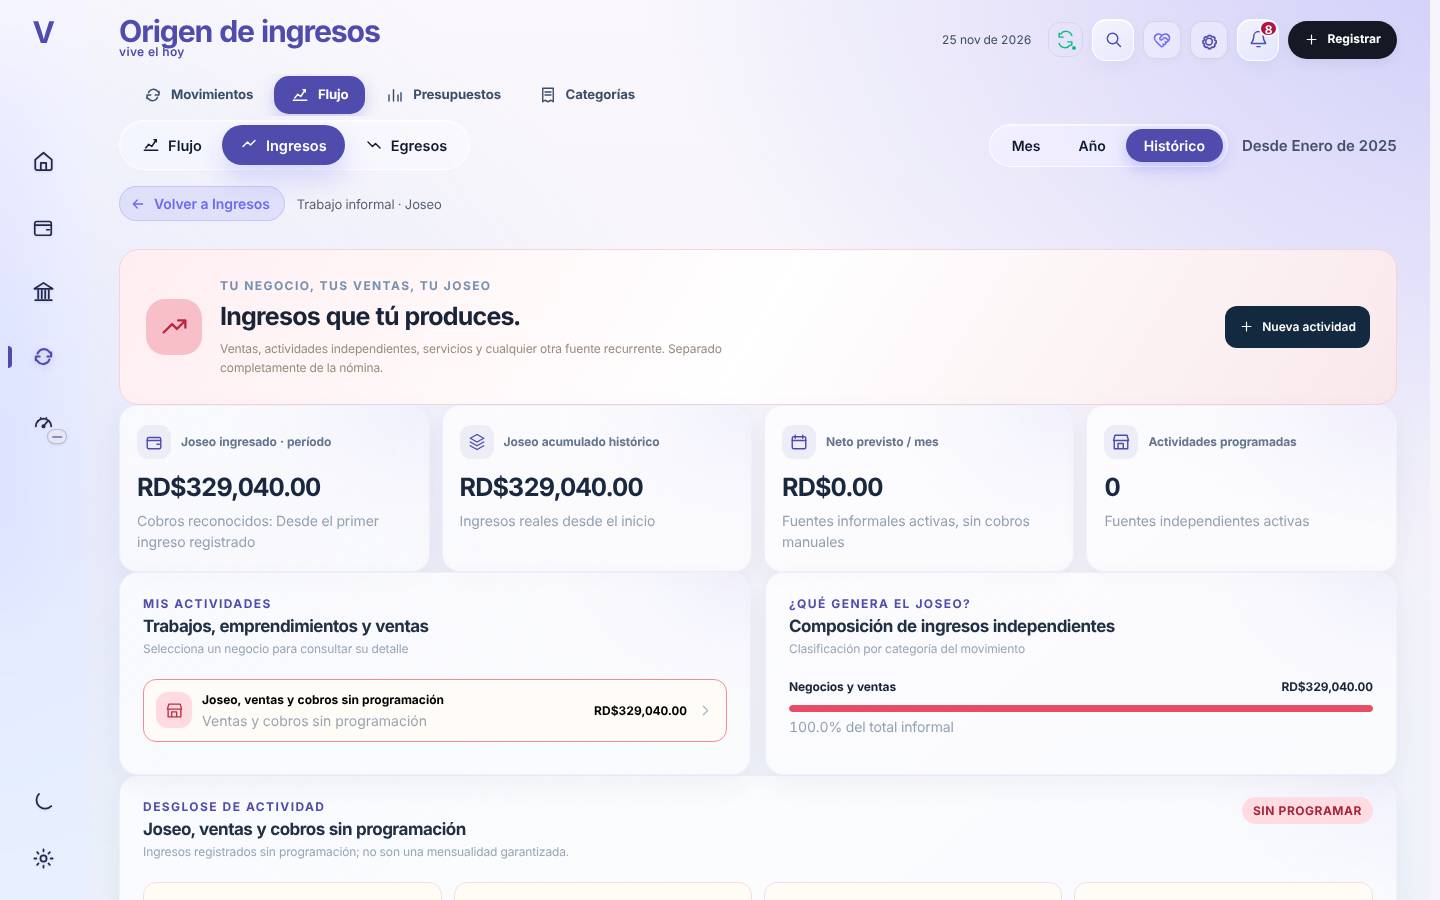 V
Origen de ingresos
vive el hoy
25 nov de 2026
8
Registrar
Movimientos
Flujo
Presupuestos
Categorías
Flujo
Ingresos
Egresos
Mes
Año
Histórico
Desde Enero de 2025
Volver a Ingresos
Trabajo informal · Joseo
TU NEGOCIO, TUS VENTAS, TU JOSEO
Ingresos que tú produces.
Ventas, actividades independientes, servicios y cualquier otra fuente recurrente. Separado
completamente de la nómina.
Nueva actividad
Joseo ingresado · período
RD$329,040.00
Cobros reconocidos: Desde el primer
ingreso registrado
Joseo acumulado histórico
RD$329,040.00
Ingresos reales desde el inicio
Neto previsto / mes
RD$0.00
Fuentes informales activas, sin cobros
manuales
Actividades programadas
0
Fuentes independientes activas
MIS ACTIVIDADES
Trabajos, emprendimientos y ventas
Selecciona un negocio para consultar su detalle
Joseo, ventas y cobros sin programación
Ventas y cobros sin programación
RD$329,040.00
¿QUÉ GENERA EL JOSEO?
Composición de ingresos independientes
Clasificación por categoría del movimiento
Negocios y ventas
RD$329,040.00
100.0% del total informal
DESGLOSE DE ACTIVIDAD
Joseo, ventas y cobros sin programación
Ingresos registrados sin programación; no son una mensualidad garantizada.
SIN PROGRAMAR